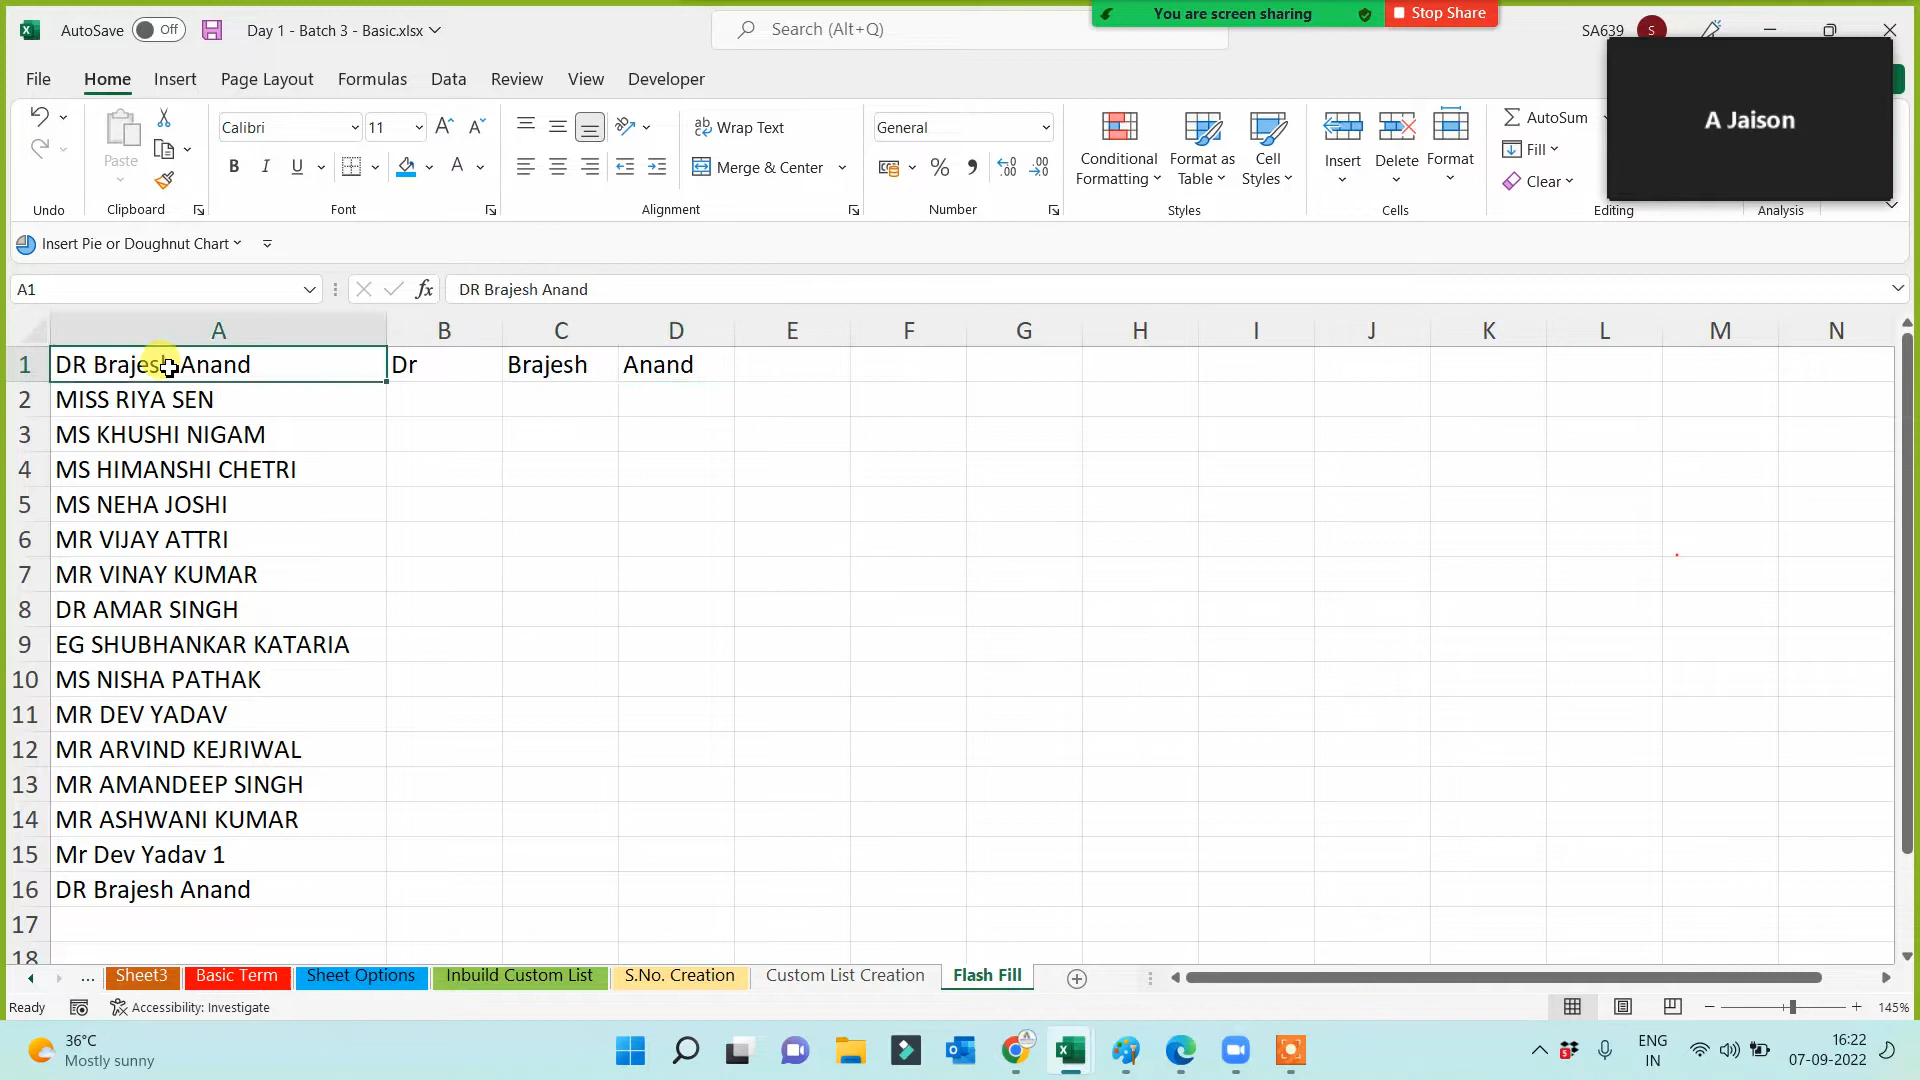 You are screen sharing Stop Share
AutoSave Off Day 1 - Batch 3 - Basic.xlsx Search (Alt+Q) SA639 S
A Jaison
File Home Insert Page Layout Formulas Data Review View Developer
Paste
Calibri 11
B I U A
Wrap Text
Merge & Center
General
Conditional Formatting
Format as Table
Cell Styles
Insert Delete Format
AutoSum
Fill
Clear
Undo Clipboard Font Alignment Number Styles Cells Editing Analysis
Insert Pie or Doughnut Chart
A1 fx DR Brajesh Anand
A B C D E F G H I J K L M N
1 DR Brajesh Anand Dr Brajesh Anand
2 MISS RIYA SEN
3 MS KHUSHI NIGAM
4 MS HIMANSHI CHETRI
5 MS NEHA JOSHI
6 MR VIJAY ATTRI
7 MR VINAY KUMAR
8 DR AMAR SINGH
9 EG SHUBHANKAR KATARIA
10 MS NISHA PATHAK
11 MR DEV YADAV
12 MR ARVIND KEJRIWAL
13 MR AMANDEEP SINGH
14 MR ASHWANI KUMAR
15 Mr Dev Yadav 1
16 DR Brajesh Anand
17
18
... Sheet3 Basic Term Sheet Options Inbuild Custom List S.No. Creation Custom List Creation Flash Fill
Ready Accessibility: Investigate 145%
36°C
Mostly sunny
ENG
IN
16:22
07-09-2022